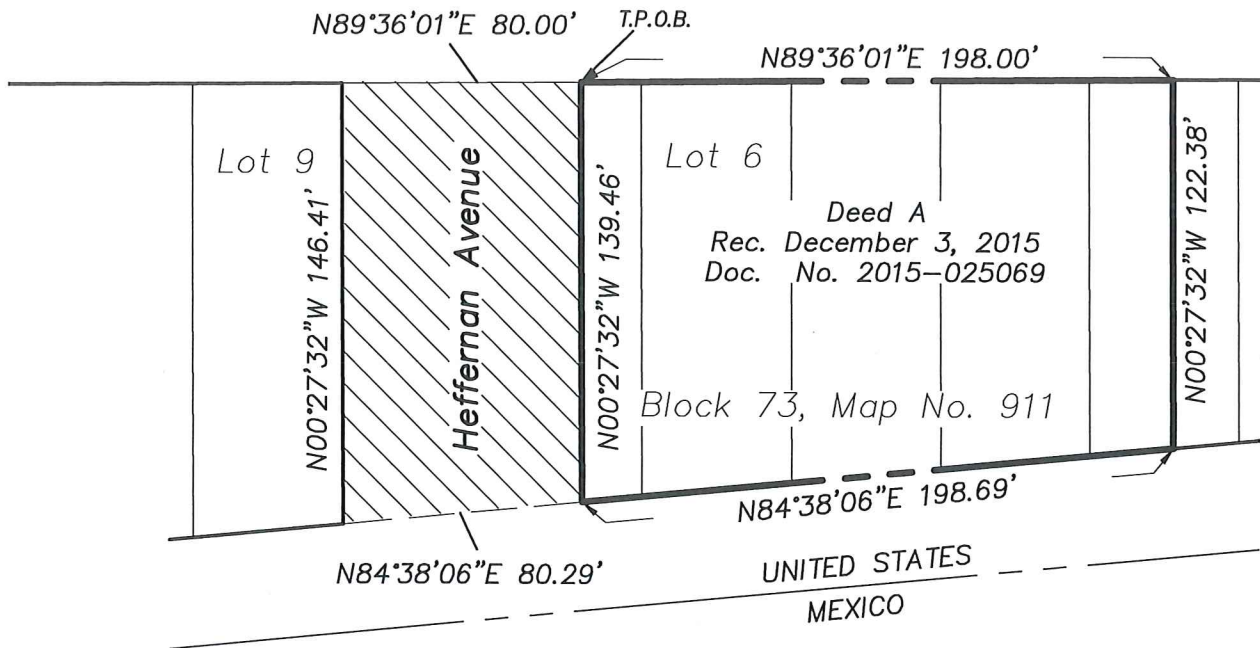 N89°36'01"E 80.00'
T.P.O.B.
N89°36'01"E 198.00'
Lot 9
N00°27'32"W 146.41'
Heffernan Avenue
N00°27'32"W 139.46'
Lot 6
Deed A
Rec. December 3, 2015
Doc. No. 2015-025069
Block 73, Map No. 911
N00°27'32"W 122.38'
N84°38'06"E 198.69'
N84°38'06"E 80.29'
UNITED STATES
MEXICO